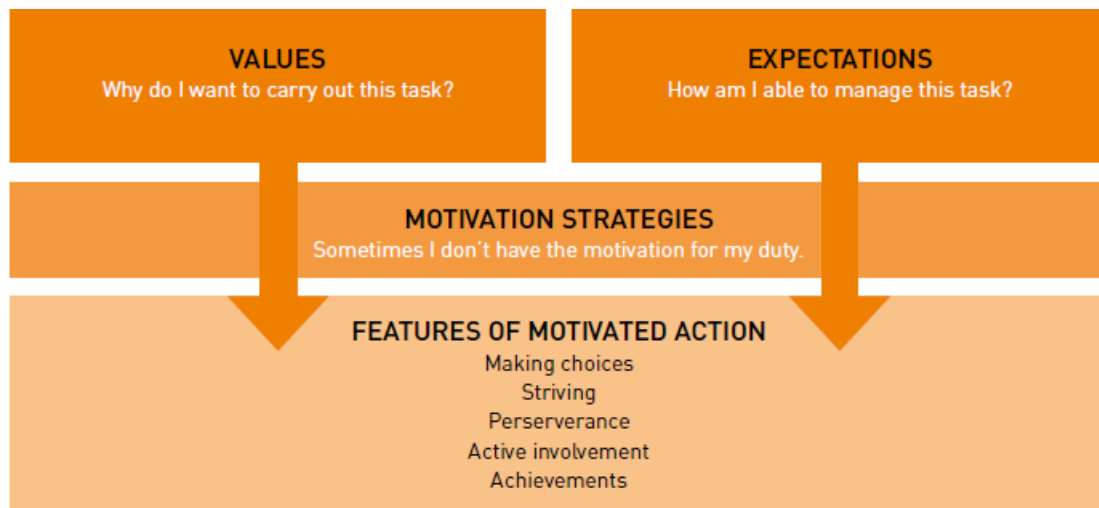 VALUES
Why do I want to carry out this task?
EXPECTATIONS
How am I able to manage this task?
MOTIVATION STRATEGIES
Sometimes I don't have the motivation for my duty.
FEATURES OF MOTIVATED ACTION
Making choices
Striving
Perserverance
Active involvement
Achievements